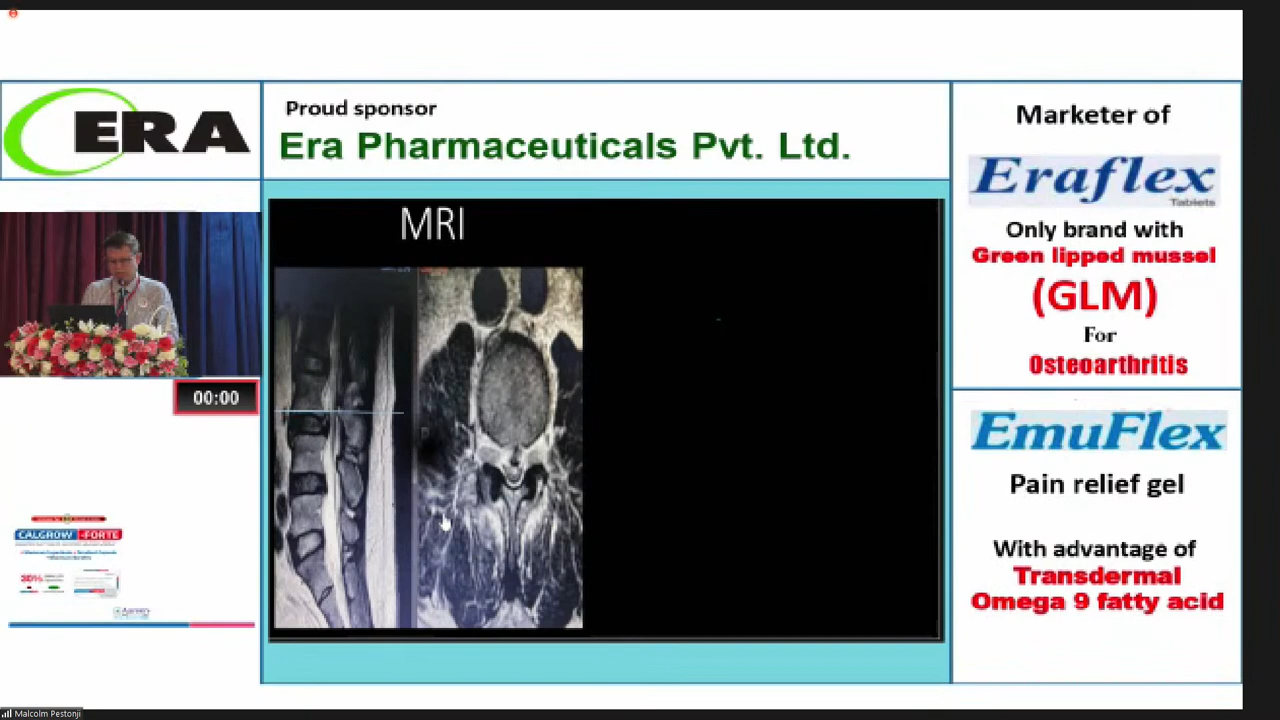 ERA
Proud sponsor
Era Pharmaceuticals Pvt. Ltd.
MRI
00:00
CALGROW -FORTE
30%
Marketer of
Eraflex
Tablets
Only brand with
Green lipped mussel
(GLM)
For
Osteoarthritis
EmuFlex
Pain relief gel
With advantage of
Transdermal
Omega 9 fatty acid
Malcolm Pestonji